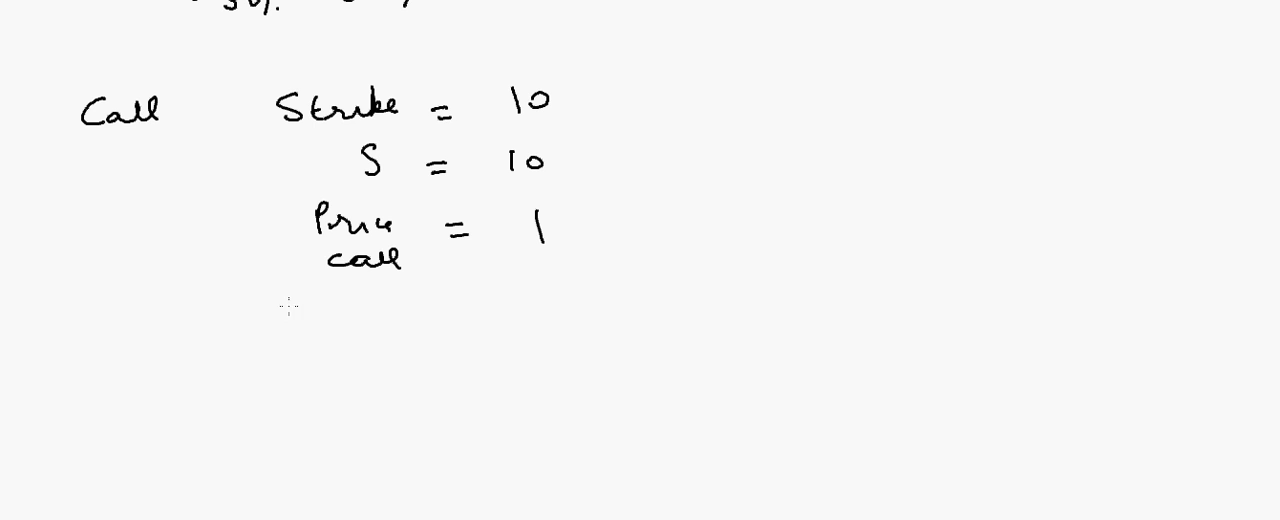 Call Strike = 10
S = 10
Price = 1
call